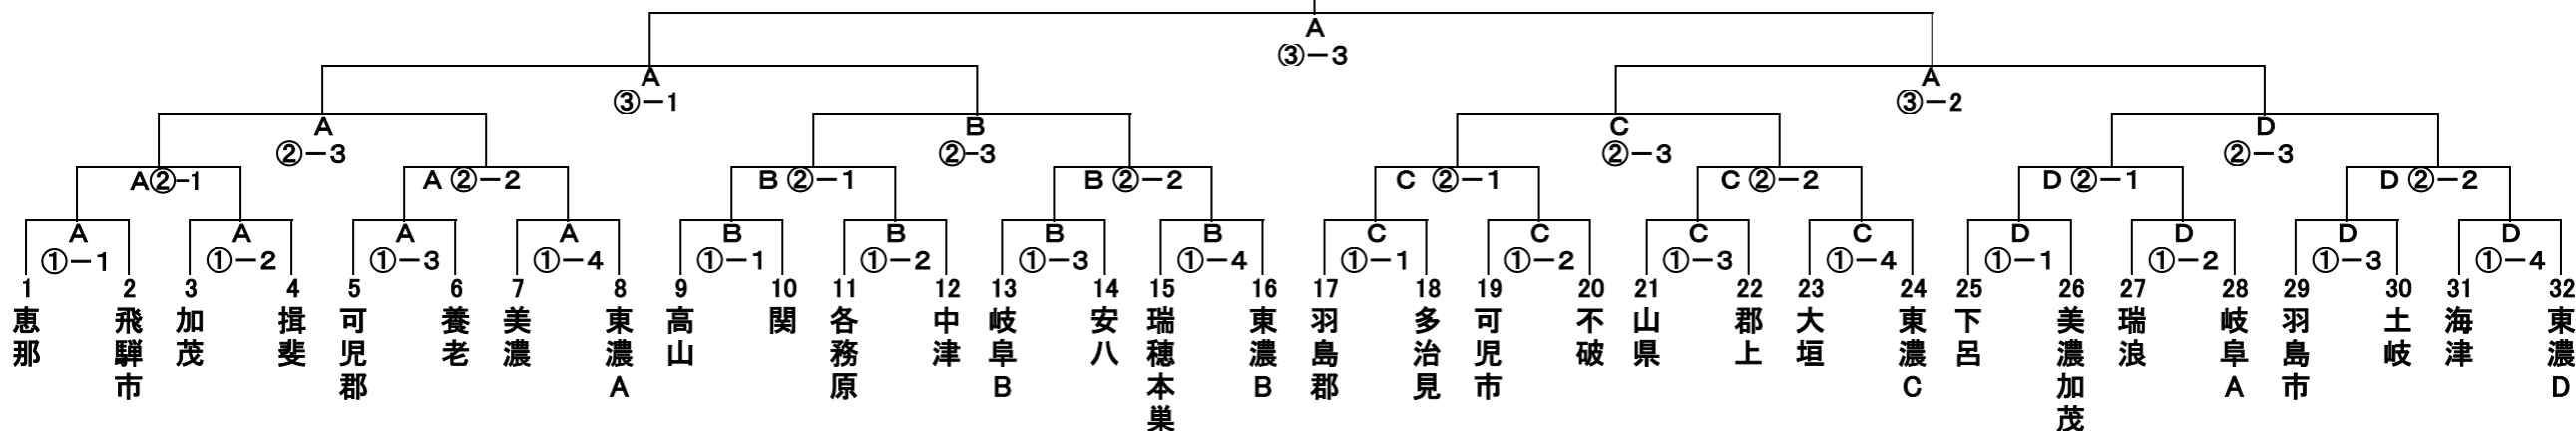 A
③−3
A
③−1
A
③−2
A
②−3
B
②-3
C
②−3
D
②−3
A②-1
A ②−2
B ②−1
B ②−2
C ②−1
C ②−2
D ②−1
D ②−2
A
①−1
A
①−2
A
①−3
A
①−4
B
①−1
B
①−2
B
①−3
B
①−4
C
①−1
C
①−2
C
①−3
C
①−4
D
①−1
D
①−2
D
①−3
D
①−4
1
恵那
2
飛騨市
3
加茂
4
揖斐
5
可児郡
6
養老
7
美濃
8
東濃A
9
高山
10
関
11
各務原
12
中津
13
岐阜B
14
安八
15
瑞穂本巣
16
東濃B
17
羽島郡
18
多治見
19
可児市
20
不破
21
山県
22
郡上
23
大垣
24
東濃C
25
下呂
26
美濃加茂
27
瑞浪
28
岐阜A
29
羽島市
30
土岐
31
海津
32
東濃D